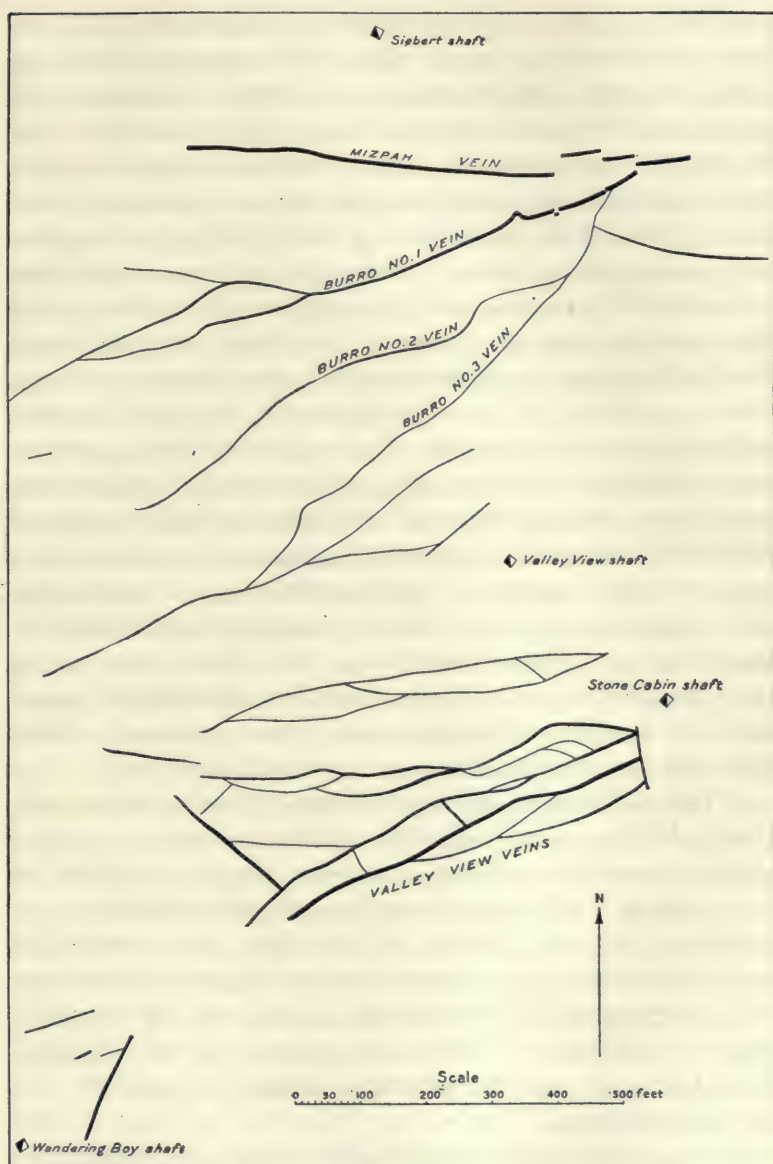 Siebert shaft
MIZPAH VEIN
BURRO NO.1 VEIN
BURRO NO.2 VEIN
BURRO NO.3 VEIN
Valley View shaft
Stone Cabin shaft
VALLEY VIEW VEINS
N
Scale
0 100 200 300 400 500 feet
Wandering Boy shaft